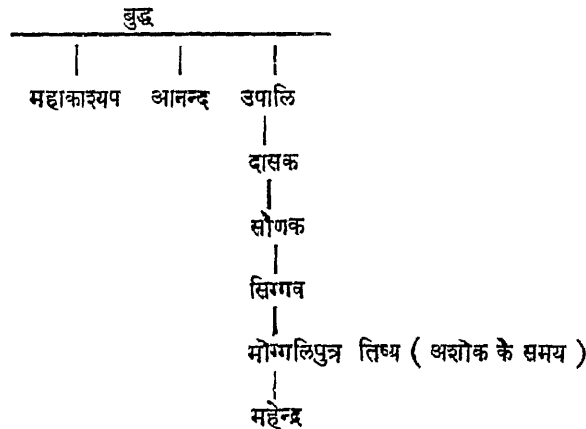 बुद्ध
महाकाश्यप आनन्द उपालि
दासक
सौणक
सिग्गव
मोग्गलिपुत्र तिष्य ( अशोक के समय )
महेन्द्र